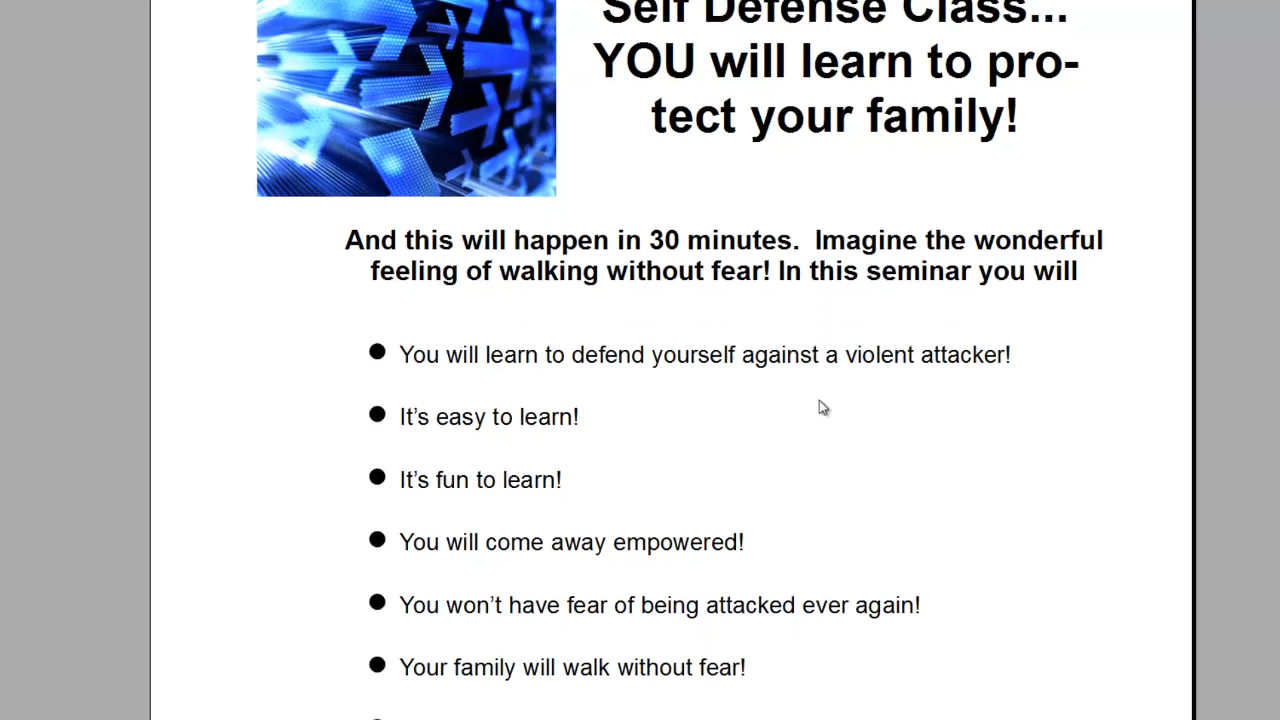 Self Defense Class...
YOU will learn to pro-
tect your family!
And this will happen in 30 minutes.  Imagine the wonderful
feeling of walking without fear! In this seminar you will
● You will learn to defend yourself against a violent attacker!
● It’s easy to learn!
● It’s fun to learn!
● You will come away empowered!
● You won’t have fear of being attacked ever again!
● Your family will walk without fear!